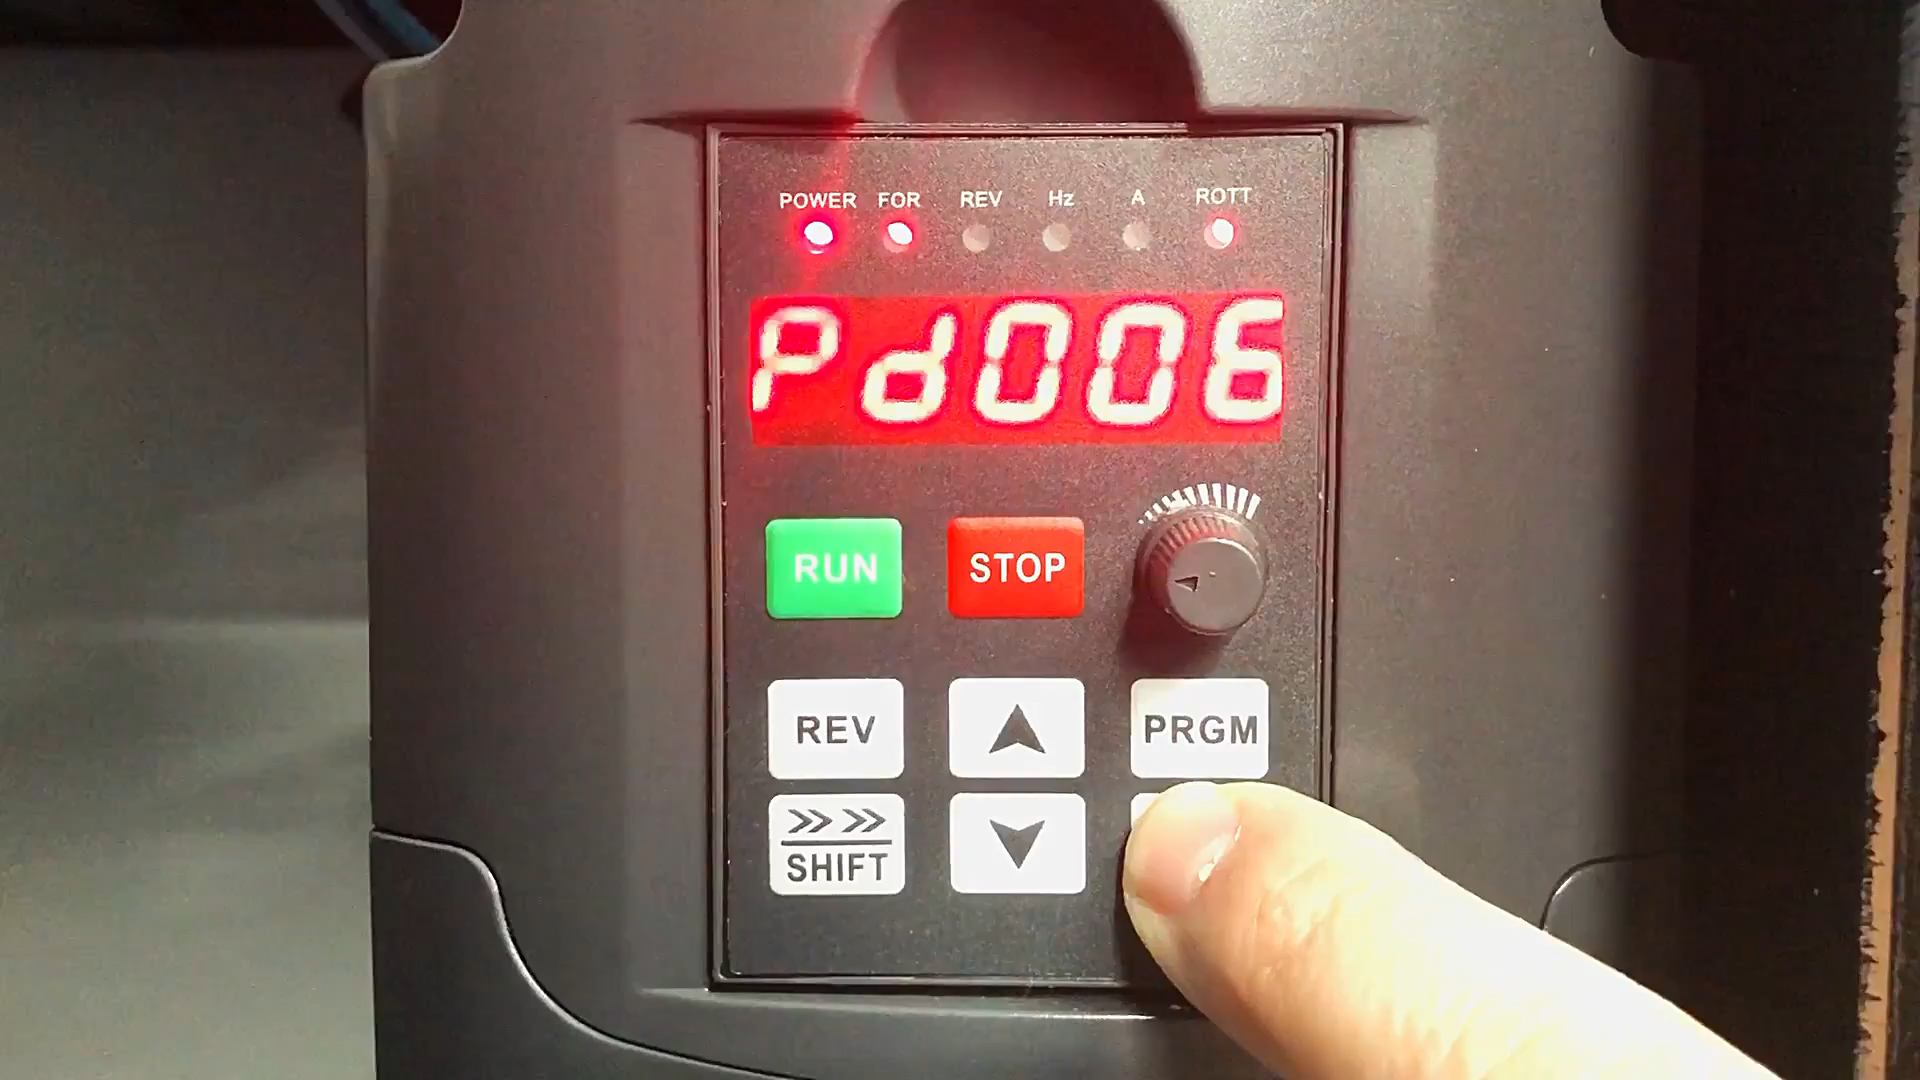 POWER FOR REV Hz A ROTT
Pd006
RUN STOP
REV PRGM
SHIFT